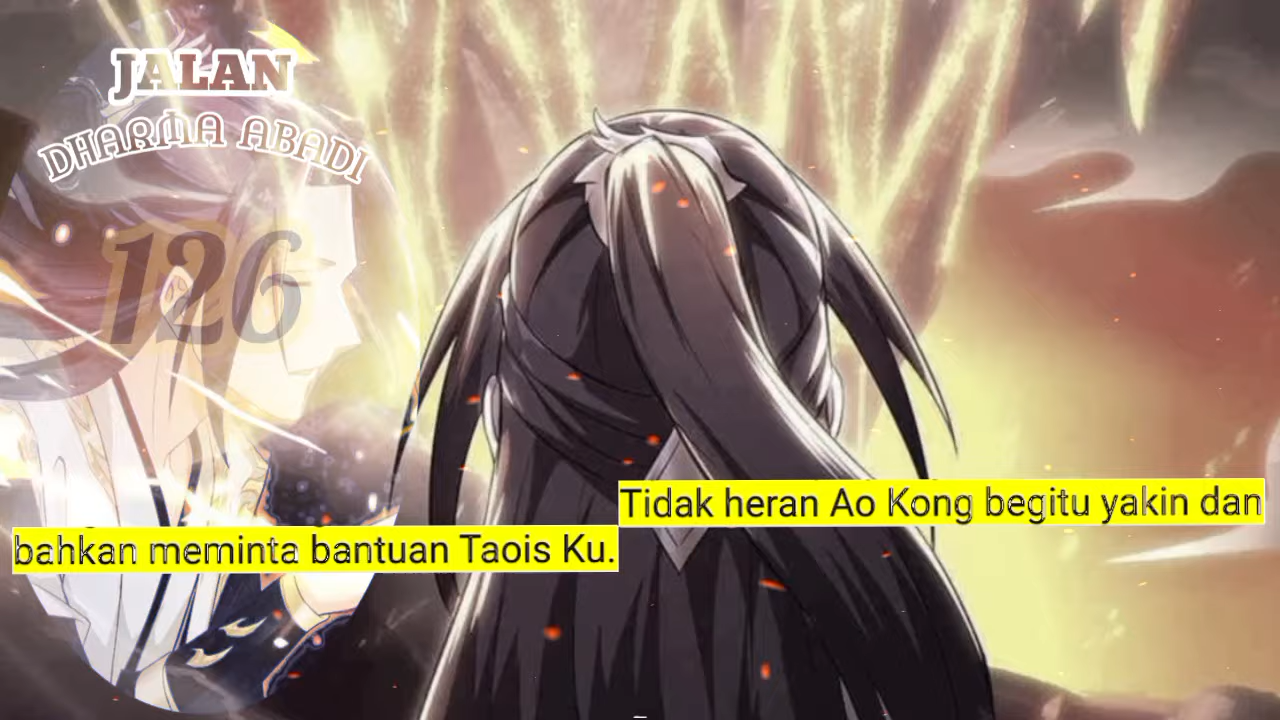 JALAN
DHARMA ABADI
126
Tidak heran Ao Kong begitu yakin dan
bahkan meminta bantuan Taois Ku.